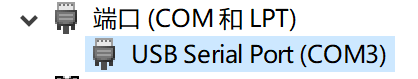 端口 (COM 和 LPT)
USB Serial Port (COM3)